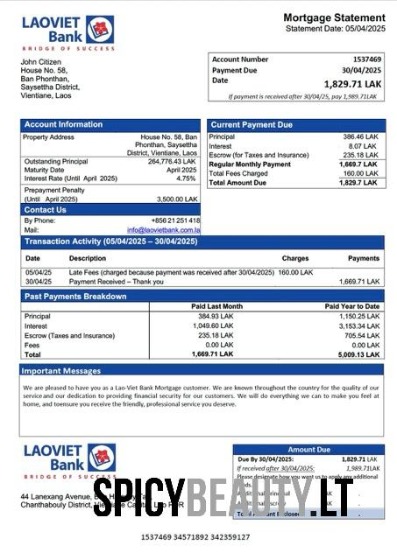 LAOVIET
Bank
BRIDGE OF SUCCESS
Mortgage Statement
Statement Date: 05/04/2025
John Citizen
House No. 58,
Ban Phonthan,
Saysettha District,
Vientiane, Laos
Account Number 1537469
Payment Due 30/04/2025
Date 1,829.71 LAK
If payment is received after 30/04/2025, pay 1,989.71LAK
Account Information
Property Address House No. 58, Ban
Phonthan, Saysettha
District, Vientiane, Laos
Outstanding Principal 264,776.43 LAK
Maturity Date April 2025
Interest Rate (Until April 2025) 4.75%
Prepayment Penalty
(Until April 2025) 3,500.00 LAK
Contact Us
By Phone: +856 21 251 418
Mail: info@laovietbank.com.la
Current Payment Due
Principal 386.46 LAK
Interest 8.07 LAK
Escrow (for Taxes and Insurance) 235.18 LAK
Regular Monthly Payment 1,669.7 LAK
Total Fees Charged 160.00 LAK
Total Amount Due 1,829.7 LAK
Transaction Activity (05/04/2025 – 30/04/2025)
Date Description Charges Payments
05/04/25 Late Fees (charged because payment was received after 30/04/2025) 160.00 LAK
30/04/25 Payment Received – Thank you 1,669.71 LAK
Past Payments Breakdown
Paid Last Month Paid Year to Date
Principal 384.93 LAK 1,150.25 LAK
Interest 1,049.60 LAK 3,153.34 LAK
Escrow (Taxes and Insurance) 235.18 LAK 705.54 LAK
Fees 0.00 LAK 0.00 LAK
Total 1,669.71 LAK 5,009.13 LAK
Important Messages
We are pleased to have you as a Lao-Viet Bank Mortgage customer. We are known throughout the country for the quality of our
service and our dedication to providing financial security for our customers. We will do everything we can to make you feel at
home, and toensure you receive the friendly, professional service you deserve.
LAOVIET
Bank
BRIDGE OF SUCCESS
44 Lanexang Avenue,
Chanthabouly District,
Amount Due
Due By 30/04/2025: 1,829.71 LAK
If received after 30/04/2025: 1,989.71LAK
Please designate how you want us to apply any additional
SPICYBEAUTY.LT
1537469 34571892 342359127